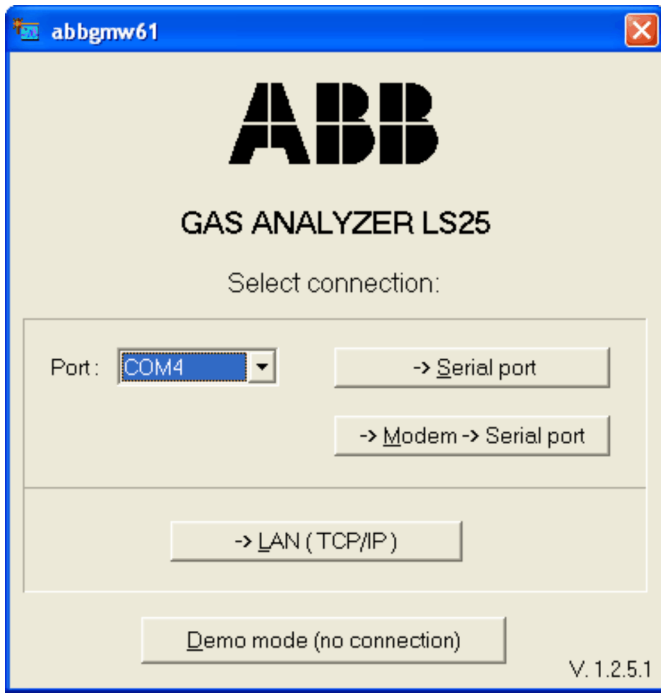 abbgmw61
ABB
GAS ANALYZER LS25
Select connection:
Port: COM4
-> Serial port
-> Modem -> Serial port
-> LAN ( TCP/IP )
Demo mode (no connection)
V. 1.2.5.1